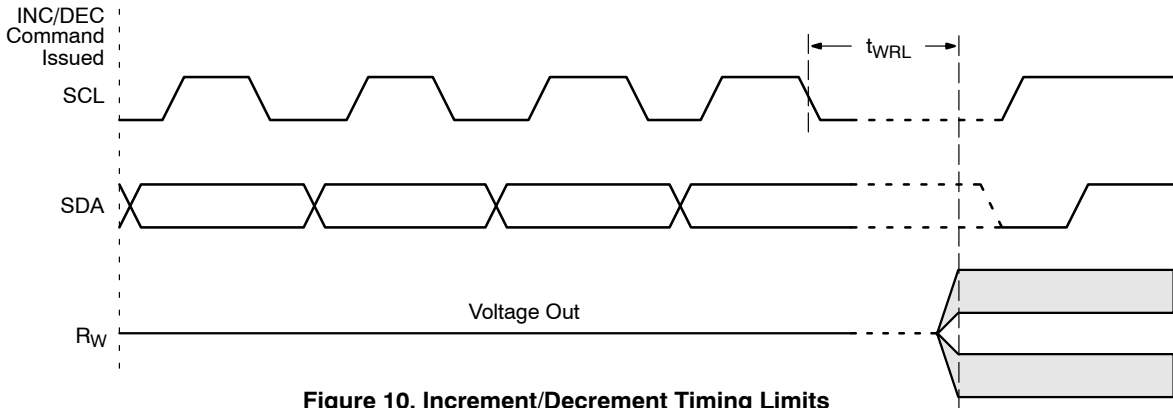 INC/DEC
Command
Issued
tWRL
SCL
SDA
Voltage Out
RW
Figure 10. Increment/Decrement Timing Limits